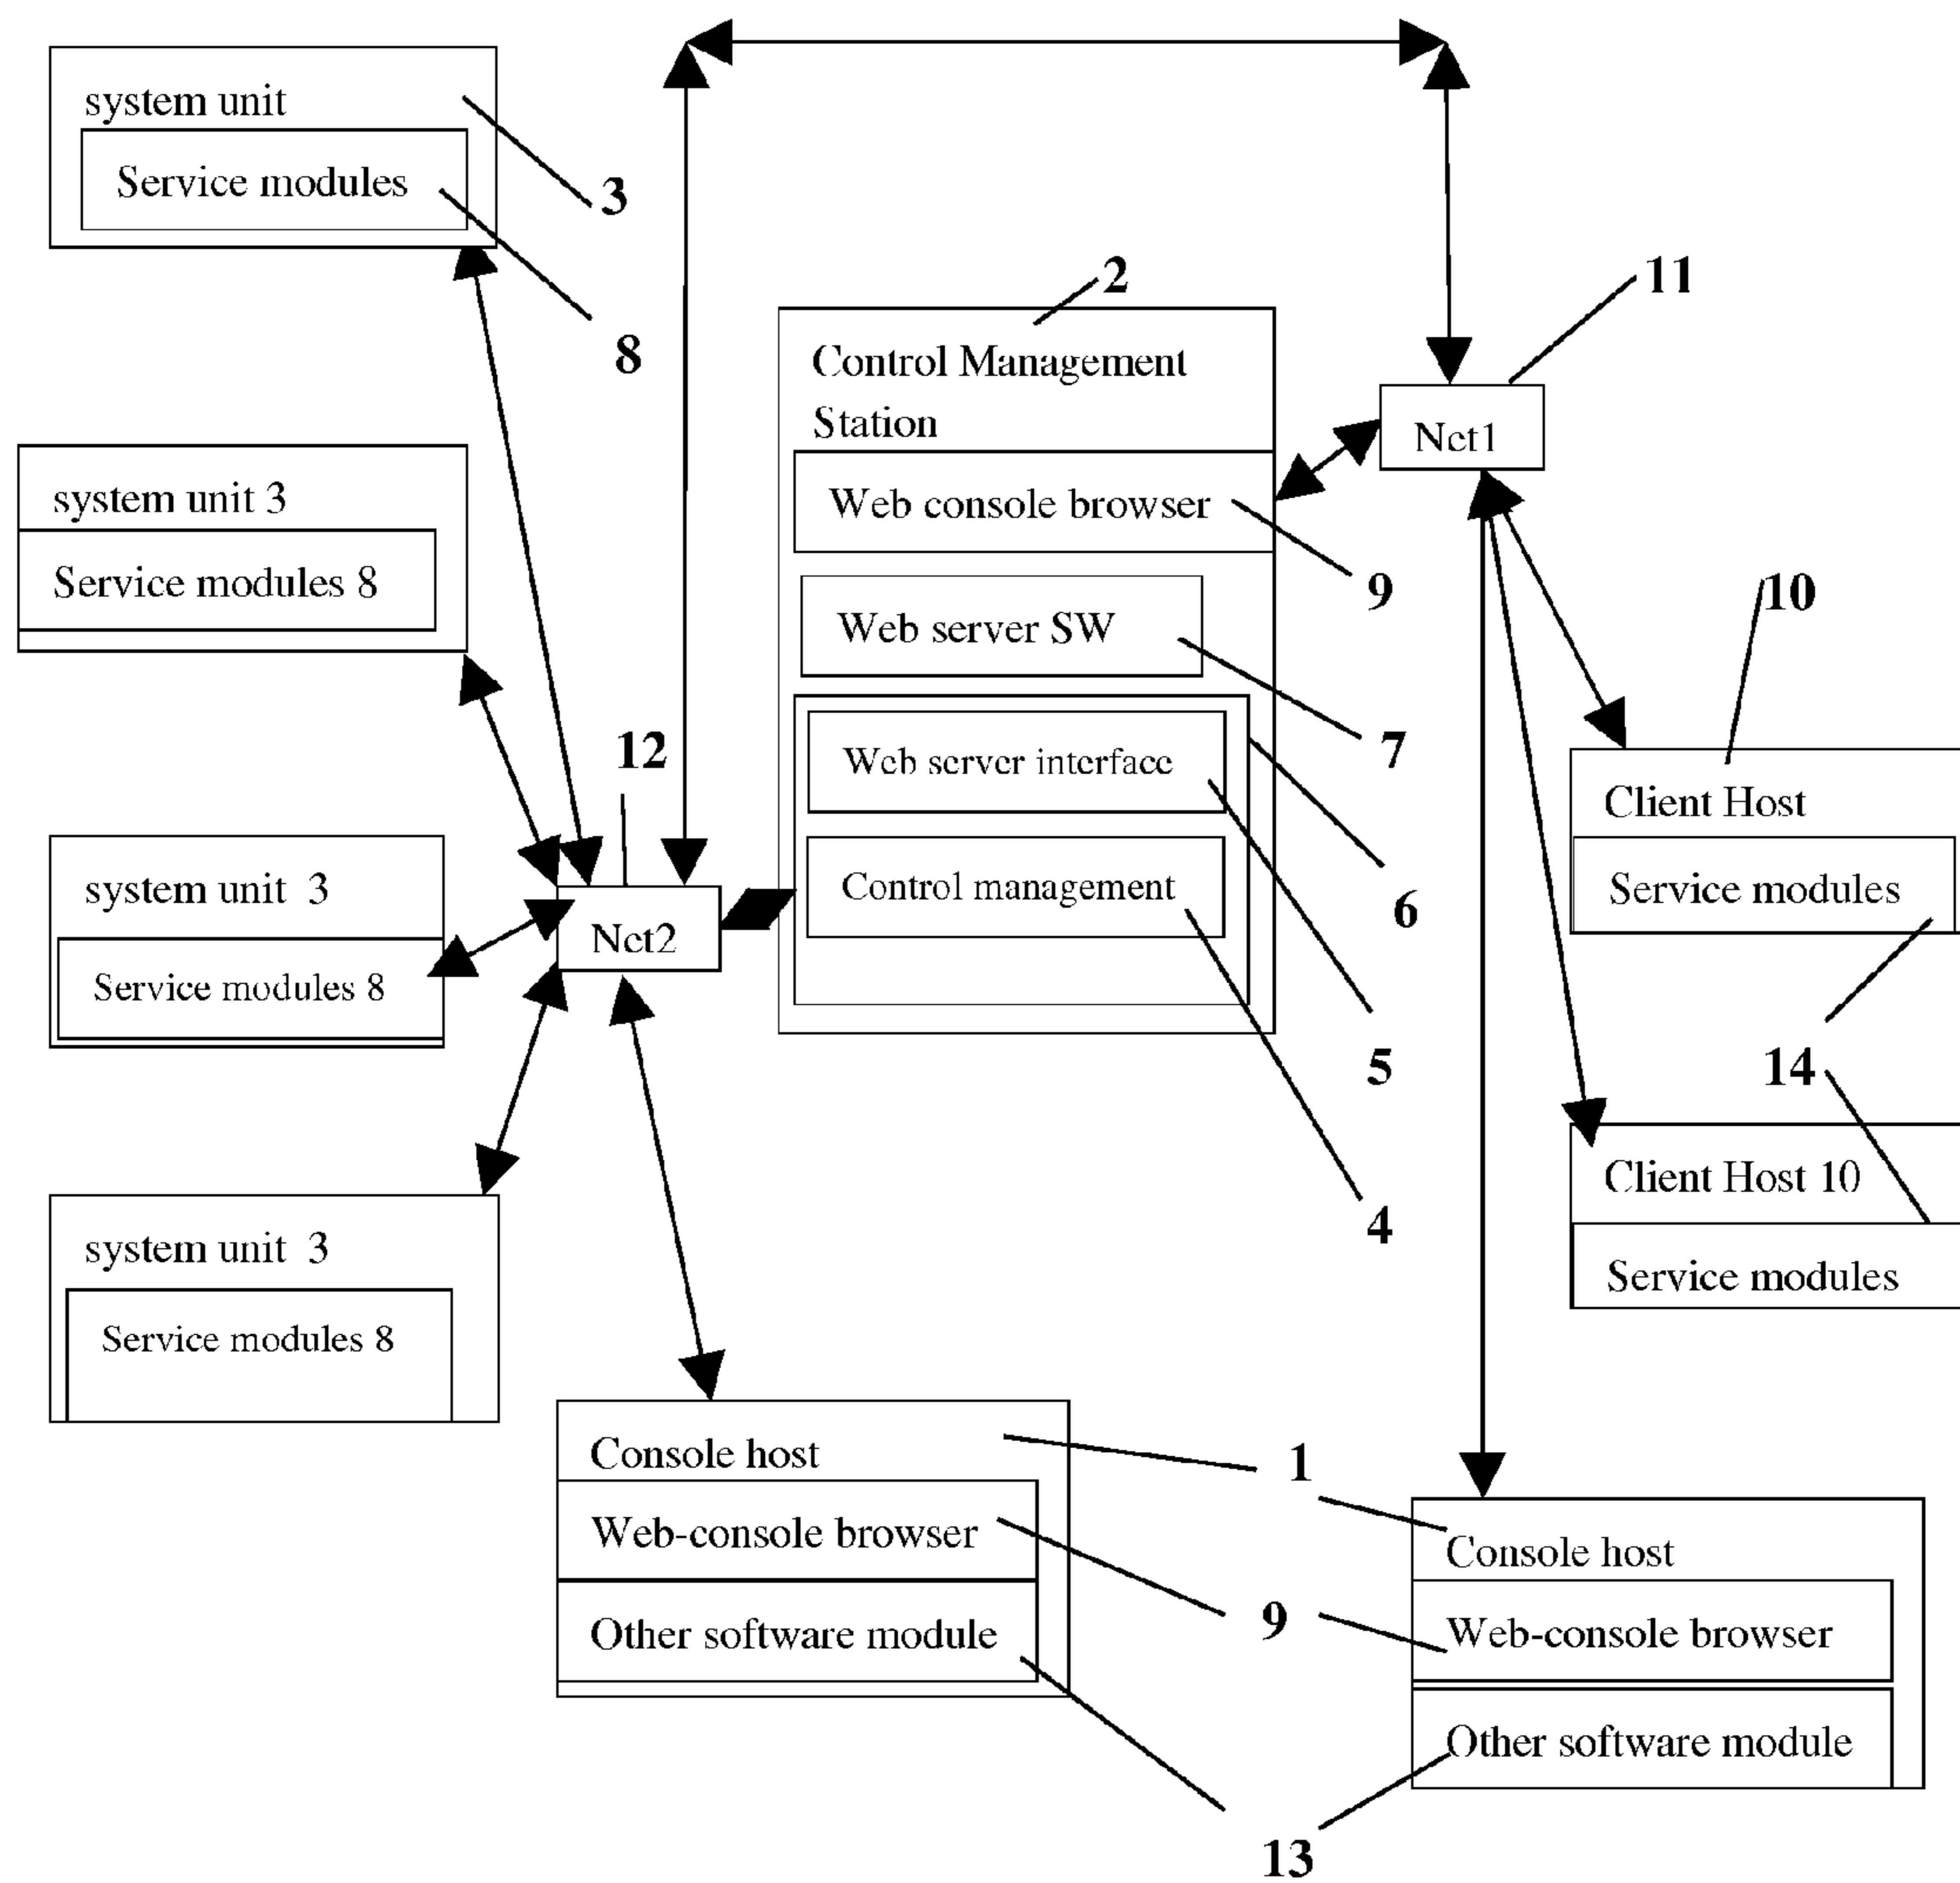 system unit
Service modules
3
8
system unit 3
Service modules 8
system unit 3
Service modules 8
system unit 3
Service modules 8
12
Net2
2
Control Management
Station
Web console browser
Web server SW
Web server interface
Control management
11
Net1
9
7
6
5
4
10
Client Host
Service modules
14
Client Host 10
Service modules
Console host
Web-console browser
Other software module
1
9
13
Console host
Web-console browser
Other software module